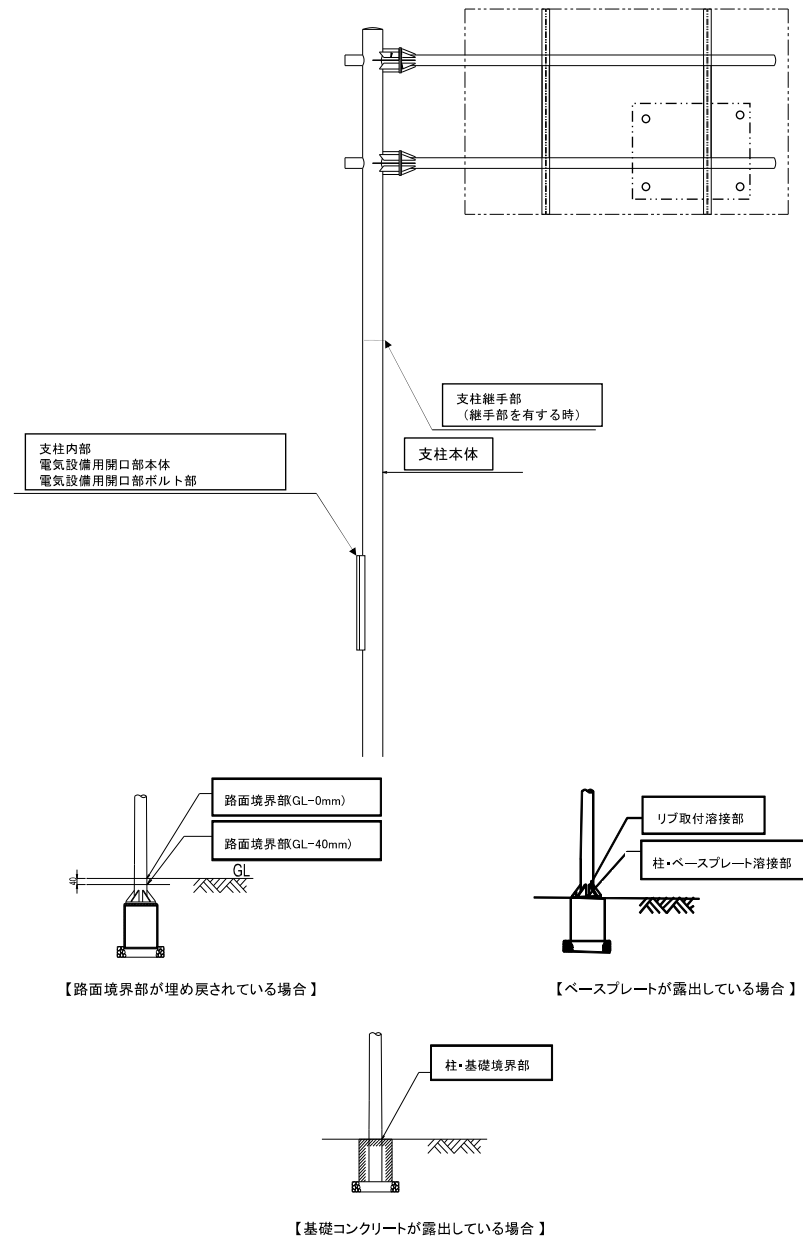 支柱継手部
(継手部を有する時)
支柱本体
支柱内部
電気設備用開口部本体
電気設備用開口部ボルト部
路面境界部(GL-0mm)
路面境界部(GL-40mm)
GL
40
【路面境界部が埋め戻されている場合】
リブ取付溶接部
柱・ベースプレート溶接部
【ベースプレートが露出している場合】
柱・基礎境界部
【基礎コンクリートが露出している場合】